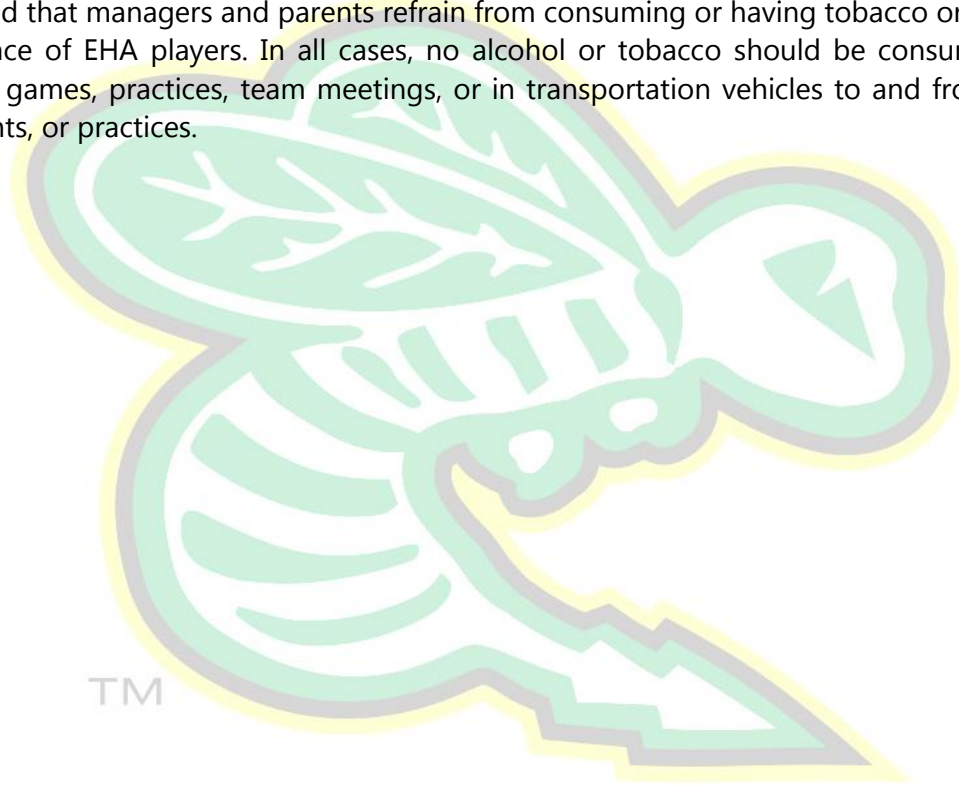 d that managers and parents refrain from consuming or having tobacco or
ce of EHA players. In all cases, no alcohol or tobacco should be consu
games, practices, team meetings, or in transportation vehicles to and fro
ts, or practices.
TM